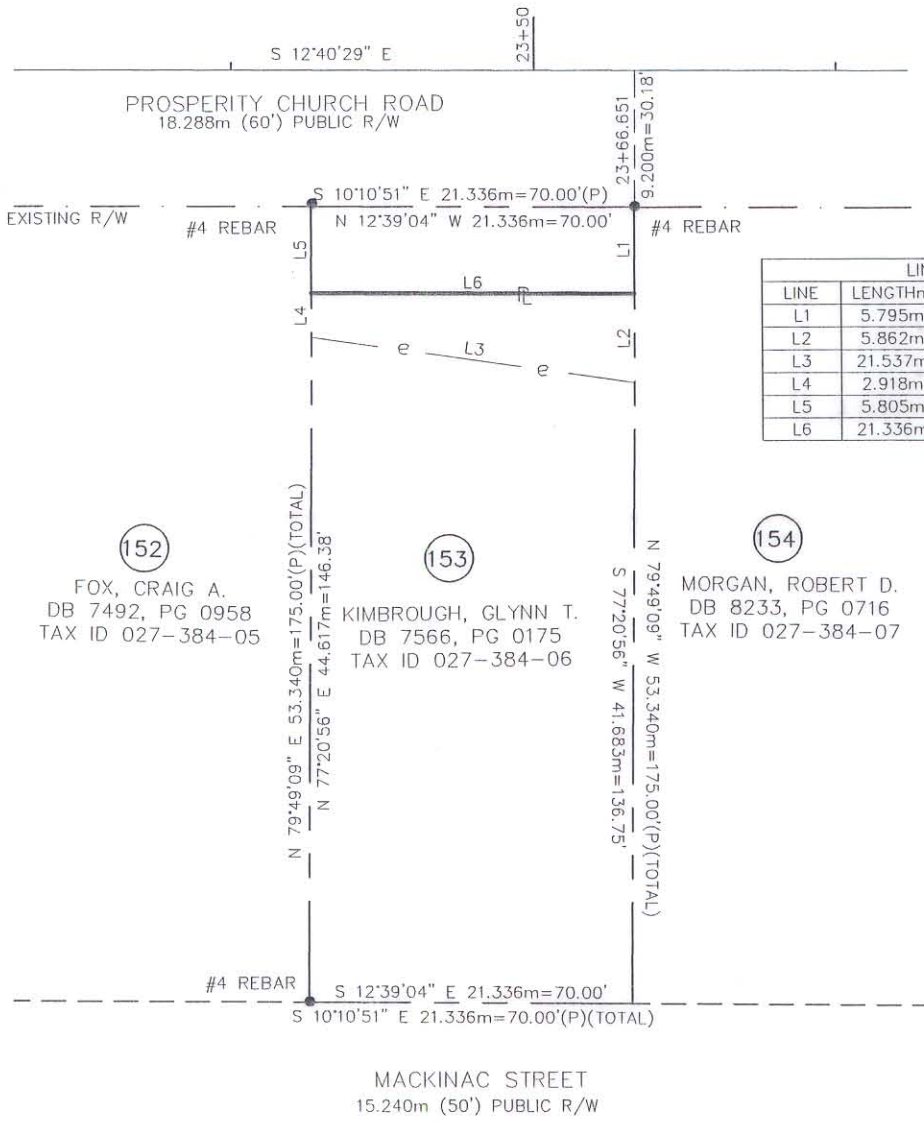 S 12°40'29" E
23+50
PROSPERITY CHURCH ROAD
18.288m (60') PUBLIC R/W
23+66.651
9.200m=30.18'
S 10°10'51" E 21.336m=70.00'(P)
EXISTING R/W
#4 REBAR
N 12°39'04" W 21.336m=70.00'
#4 REBAR
L5
L1
L6
PL
L4
L2
e
L3
e
LIN
LINE LENGTHm
L1 5.795m
L2 5.862m
L3 21.537m
L4 2.918m
L5 5.805m
L6 21.336m
152
FOX, CRAIG A.
DB 7492, PG 0958
TAX ID 027-384-05
N 79°49'09" E 53.340m=175.00'(P)(TOTAL)
N 77°20'56" E 44.617m=146.38'
153
KIMBROUGH, GLYNN T.
DB 7566, PG 0175
TAX ID 027-384-06
S 77°20'56" W 41.683m=136.75'
N 79°49'09" W 53.340m=175.00'(P)(TOTAL)
154
MORGAN, ROBERT D.
DB 8233, PG 0716
TAX ID 027-384-07
#4 REBAR
S 12°39'04" E 21.336m=70.00'
S 10°10'51" E 21.336m=70.00'(P)(TOTAL)
MACKINAC STREET
15.240m (50') PUBLIC R/W